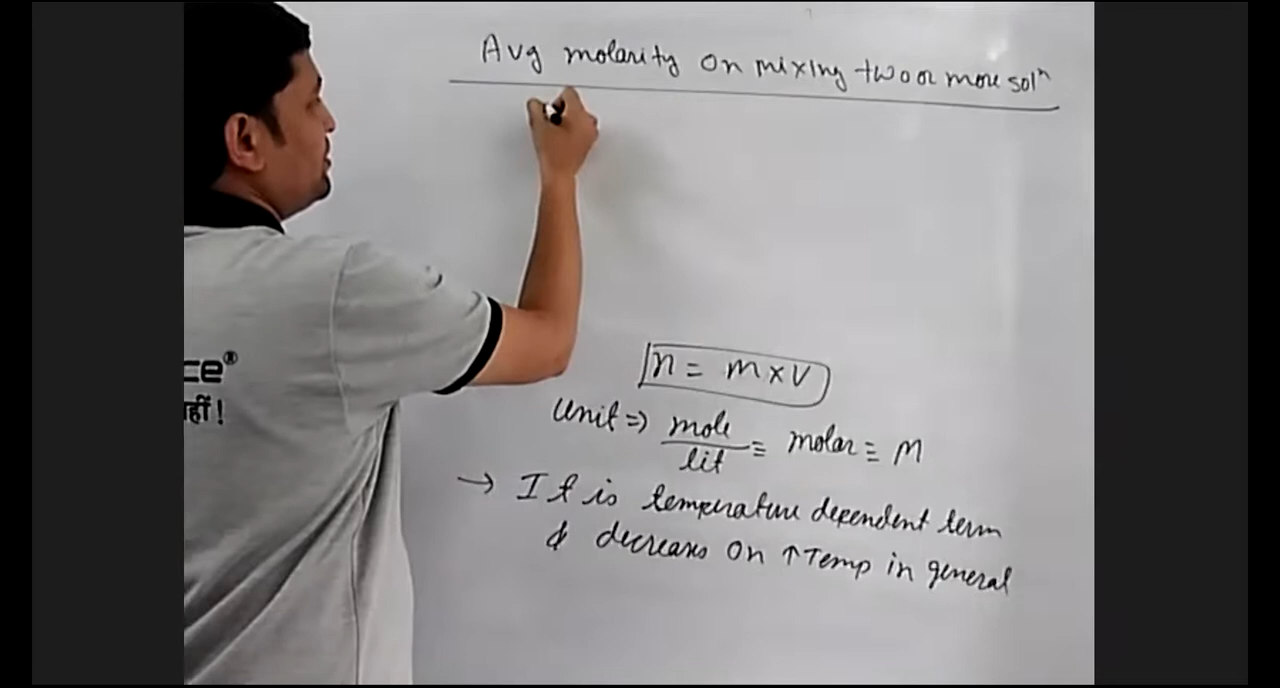 Avg molarity on mixing two or more solⁿ
n = m × V
Unit ⇒ mole/lit ≡ molar ≡ M
→ It is temperature dependent term
& decreases on ↑ Temp in general
ce®
हीं!